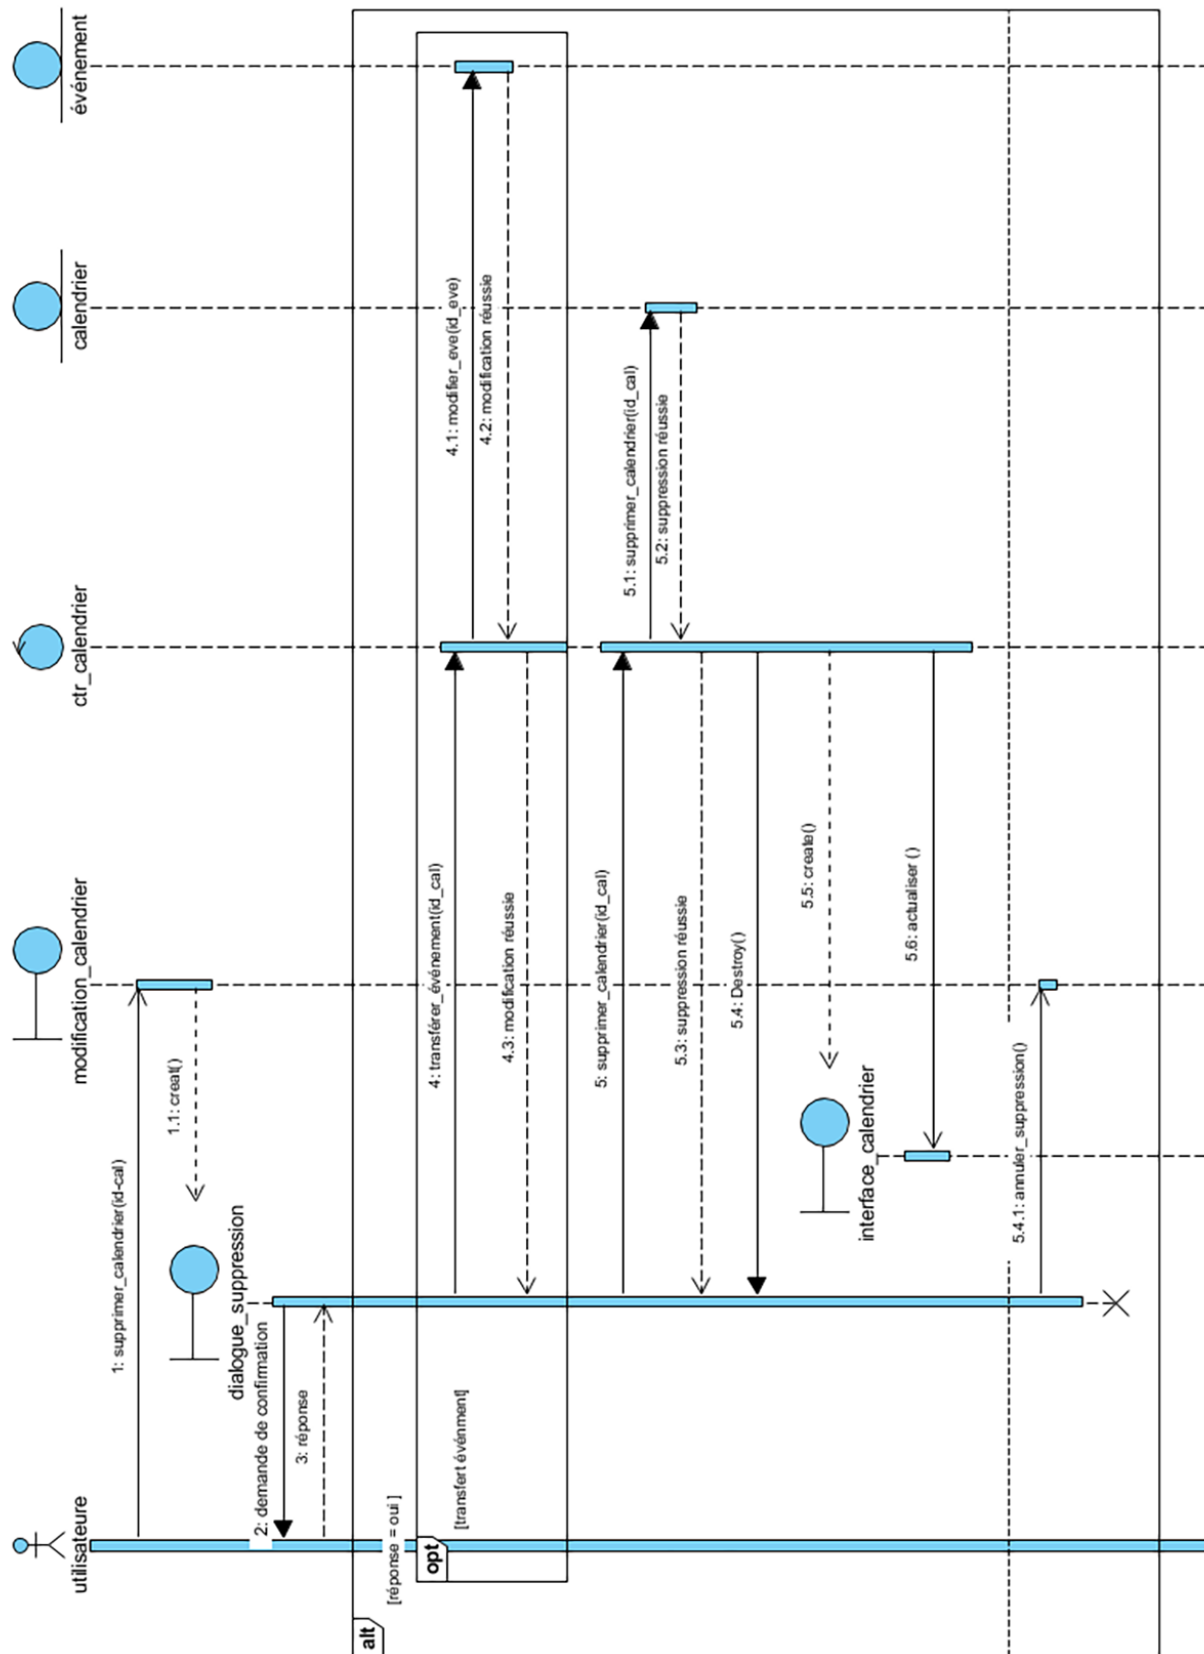 utilisateure
modification_calendrier
ctr_calendrier
calendrier
événement
1: supprimer_calendrier(id-cal)
1.1: creat()
dialogue_suppression
2: demande de confirmation
3: réponse
alt
[réponse = oui ]
opt
[transfert événment]
4: transférer_événement(id_cal)
4.1: modifier_eve(id_eve)
4.2: modification réussie
4.3: modification réussie
5: supprimer_calendrier(id_cal)
5.1: supprimer_calendrier(id_cal)
5.2: suppression réussie
5.3: suppression réussie
5.4: Destroy()
5.5: create()
interface_calendrier
5.6: actualiser ()
5.4.1: annuler_suppression()